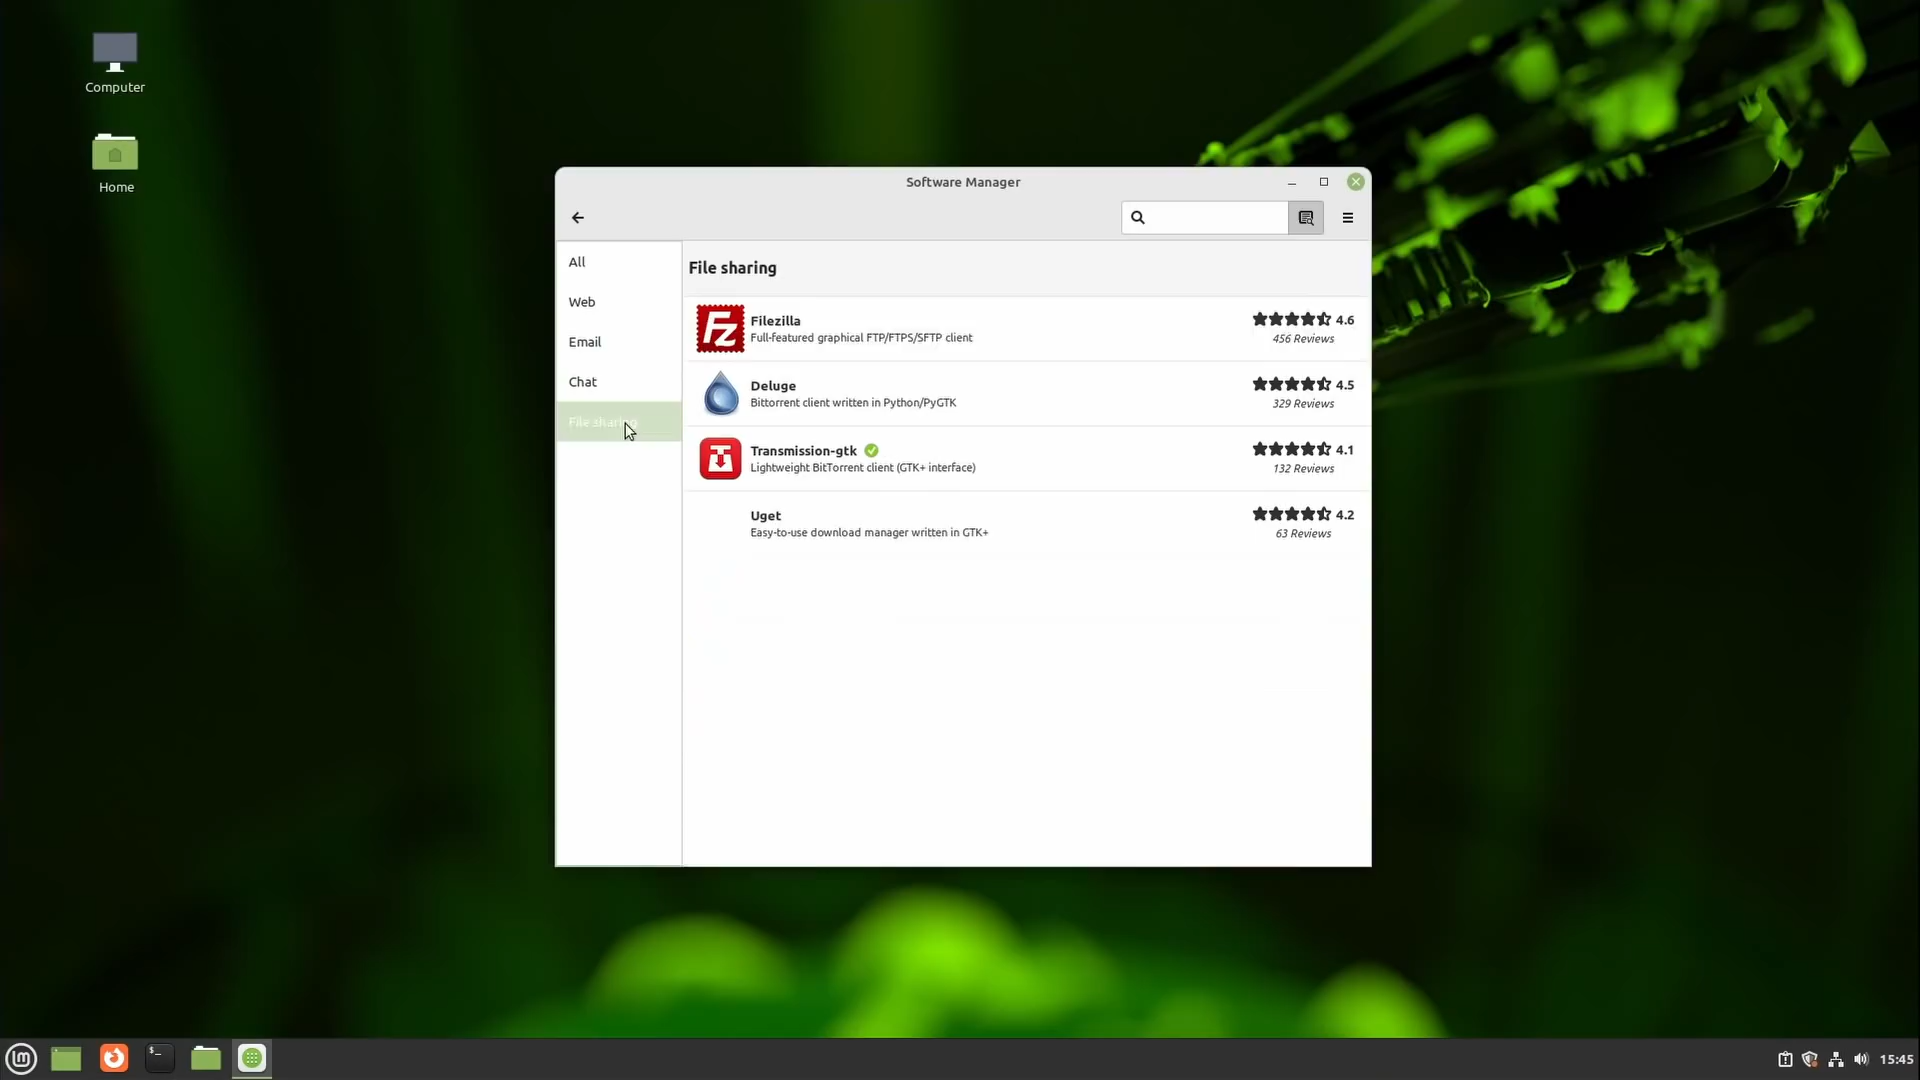 Computer
Home
Software Manager
All
Web
Email
Chat
File sharing
File sharing
Filezilla
Full-featured graphical FTP/FTPS/SFTP client
4.6
456 Reviews
Deluge
Bittorrent client written in Python/PyGTK
4.5
329 Reviews
Transmission-gtk
Lightweight BitTorrent client (GTK+ interface)
4.1
132 Reviews
Uget
Easy-to-use download manager written in GTK+
4.2
63 Reviews
15:45